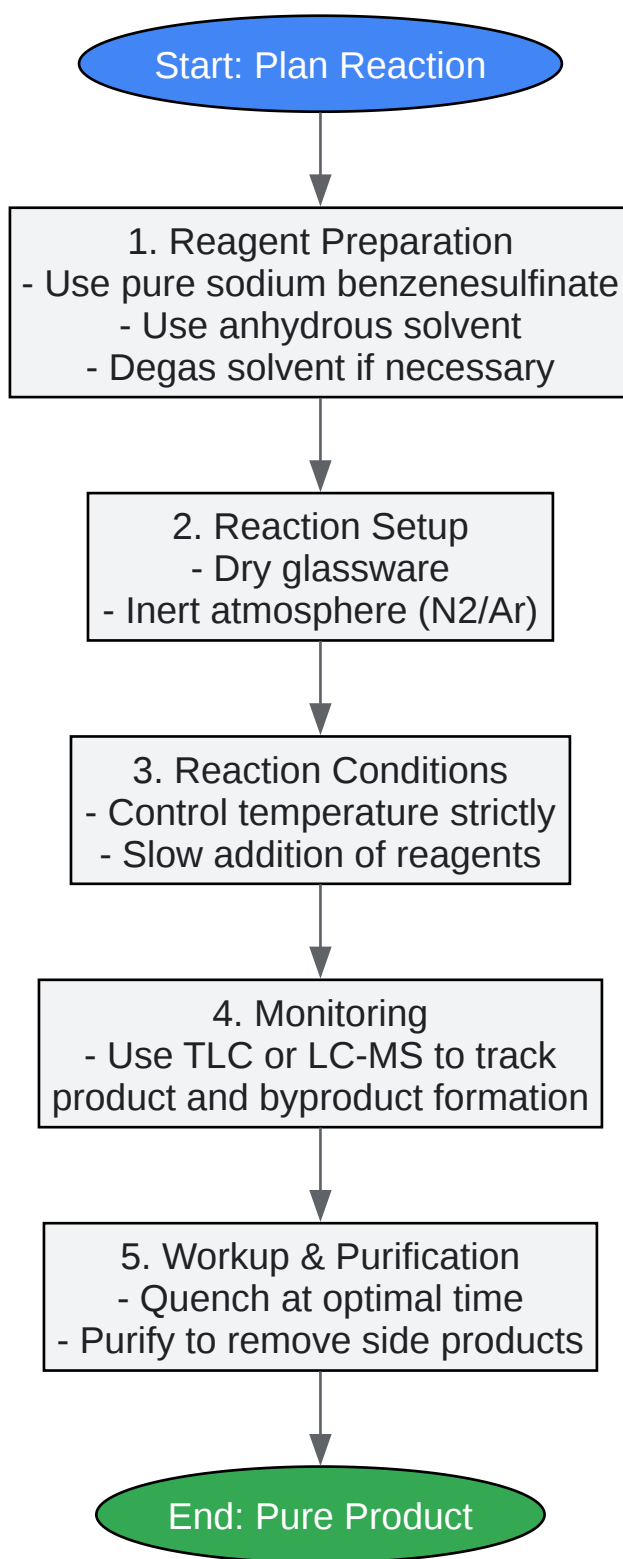 Start: Plan Reaction
1. Reagent Preparation
- Use pure sodium benzenesulfinate
- Use anhydrous solvent
- Degas solvent if necessary
2. Reaction Setup
- Dry glassware
- Inert atmosphere (N2/Ar)
3. Reaction Conditions
- Control temperature strictly
- Slow addition of reagents
4. Monitoring
- Use TLC or LC-MS to track
product and byproduct formation
5. Workup & Purification
- Quench at optimal time
- Purify to remove side products
End: Pure Product